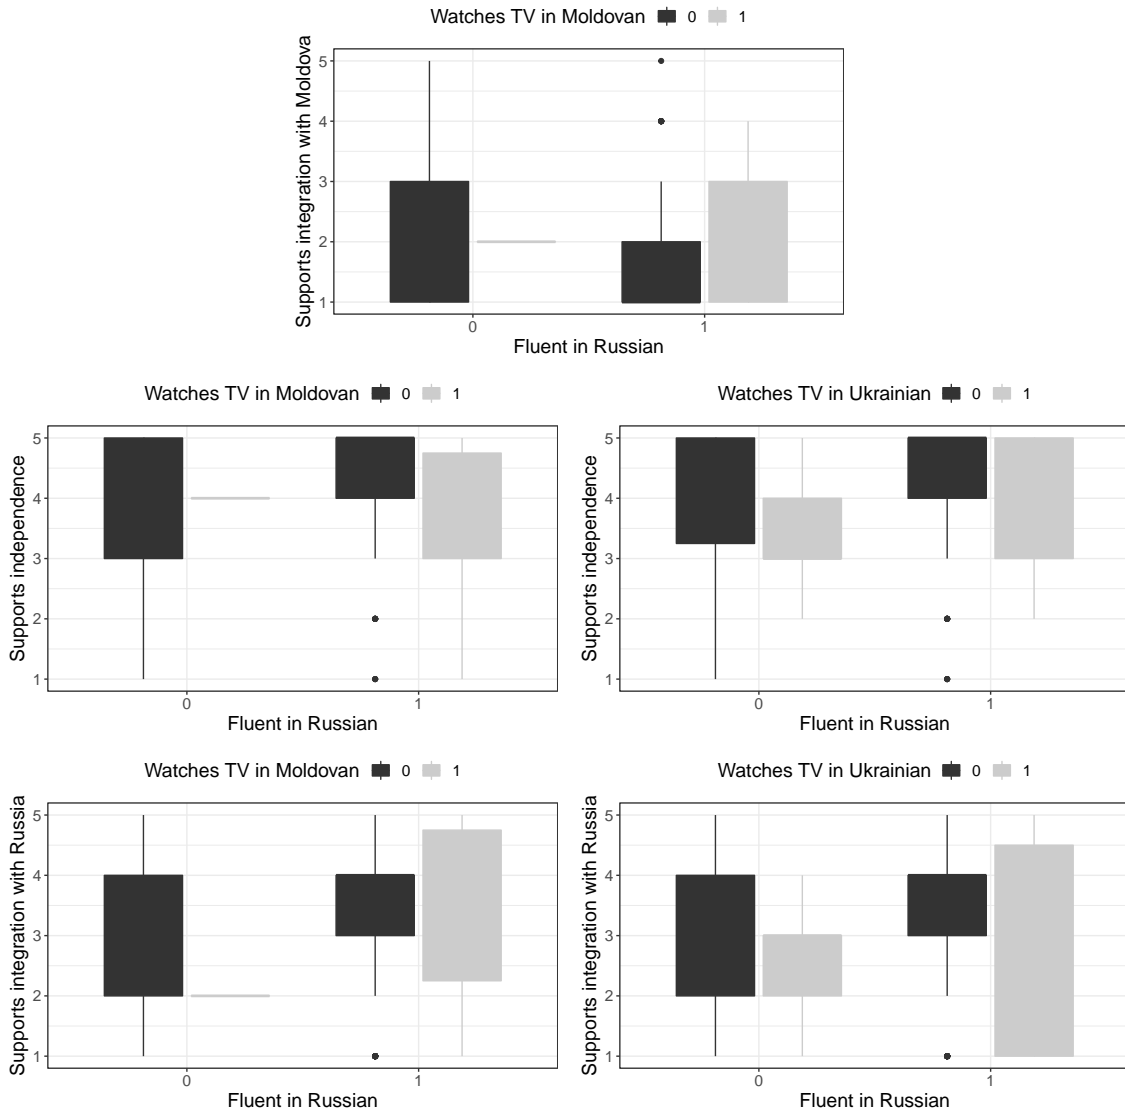 Watches TV in Moldovan 0 1
Supports integration with Moldova
5
4
3
2
1
0 1
Fluent in Russian
Watches TV in Moldovan 0 1
Supports independence
5
4
3
2
1
0 1
Fluent in Russian
Watches TV in Ukrainian 0 1
Supports independence
5
4
3
2
1
0 1
Fluent in Russian
Watches TV in Moldovan 0 1
Supports integration with Russia
5
4
3
2
1
0 1
Fluent in Russian
Watches TV in Ukrainian 0 1
Supports integration with Russia
5
4
3
2
1
0 1
Fluent in Russian